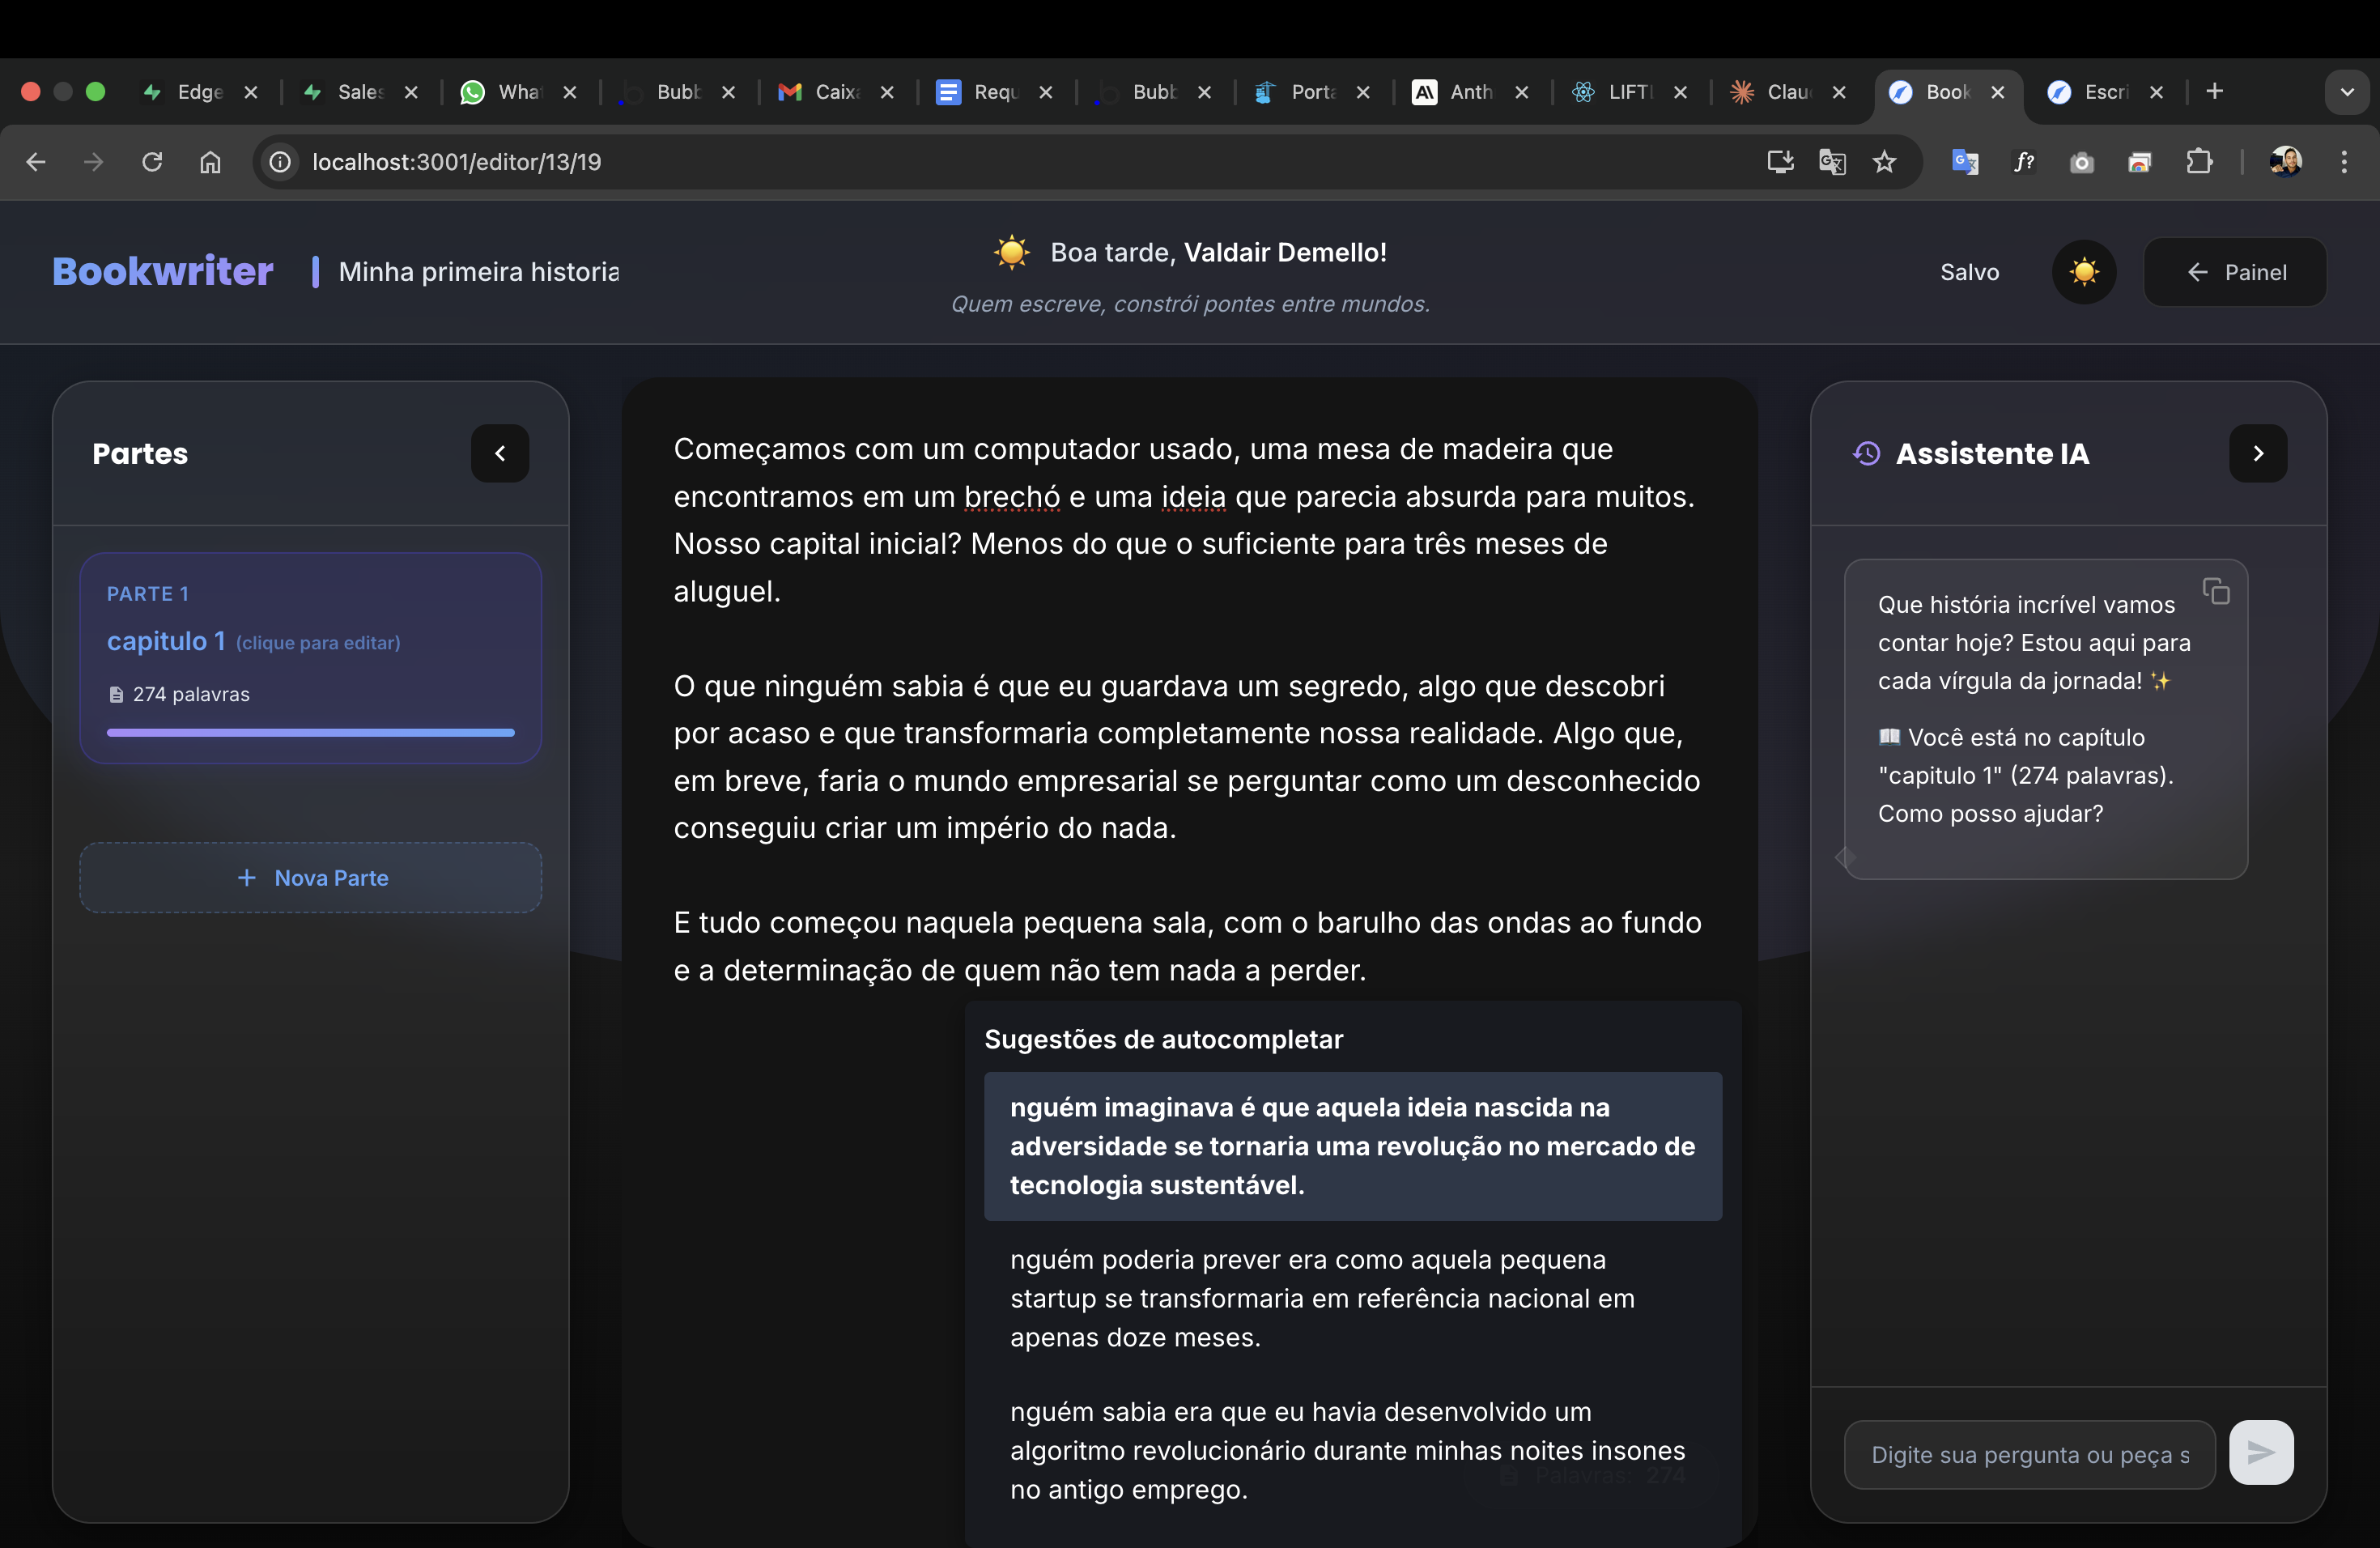 Edge
Sales
What
Bubb
Caixa
Requ
Bubb
Porta
Anth
LIFTI
Clau
Book
Escri
localhost:3001/editor/13/19
Bookwriter
Minha primeira historia
Boa tarde, Valdair Demello!
Quem escreve, constrói pontes entre mundos.
Salvo
Painel
Partes
PARTE 1
capitulo 1 (clique para editar)
274 palavras
Nova Parte
Começamos com um computador usado, uma mesa de madeira que
encontramos em um brechó e uma ideia que parecia absurda para muitos.
Nosso capital inicial? Menos do que o suficiente para três meses de
aluguel.
O que ninguém sabia é que eu guardava um segredo, algo que descobri
por acaso e que transformaria completamente nossa realidade. Algo que,
em breve, faria o mundo empresarial se perguntar como um desconhecido
conseguiu criar um império do nada.
E tudo começou naquela pequena sala, com o barulho das ondas ao fundo
e a determinação de quem não tem nada a perder.
Sugestões de autocompletar
nguém imaginava é que aquela ideia nascida na
adversidade se tornaria uma revolução no mercado de
tecnologia sustentável.
nguém poderia prever era como aquela pequena
startup se transformaria em referência nacional em
apenas doze meses.
nguém sabia era que eu havia desenvolvido um
algoritmo revolucionário durante minhas noites insones
no antigo emprego.
Palavras: 274
Assistente IA
Que história incrível vamos
contar hoje? Estou aqui para
cada vírgula da jornada! ✨
📖 Você está no capítulo
"capitulo 1" (274 palavras).
Como posso ajudar?
Digite sua pergunta ou peça s